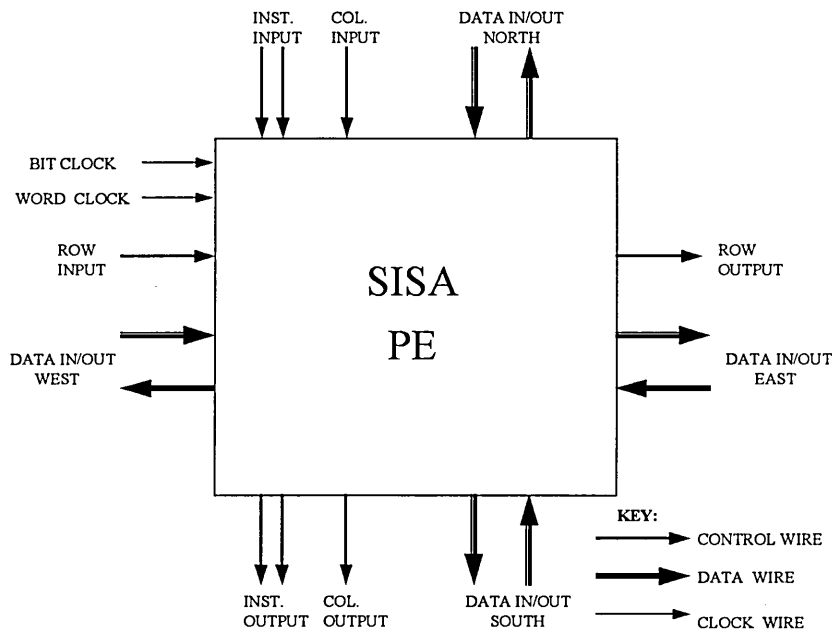 INST.
INPUT
COL.
INPUT
DATA IN/OUT
NORTH
BIT CLOCK
WORD CLOCK
ROW
INPUT
SISA
PE
ROW
OUTPUT
DATA IN/OUT
WEST
DATA IN/OUT
EAST
INST.
OUTPUT
COL.
OUTPUT
DATA IN/OUT
SOUTH
KEY:
CONTROL WIRE
DATA WIRE
CLOCK WIRE